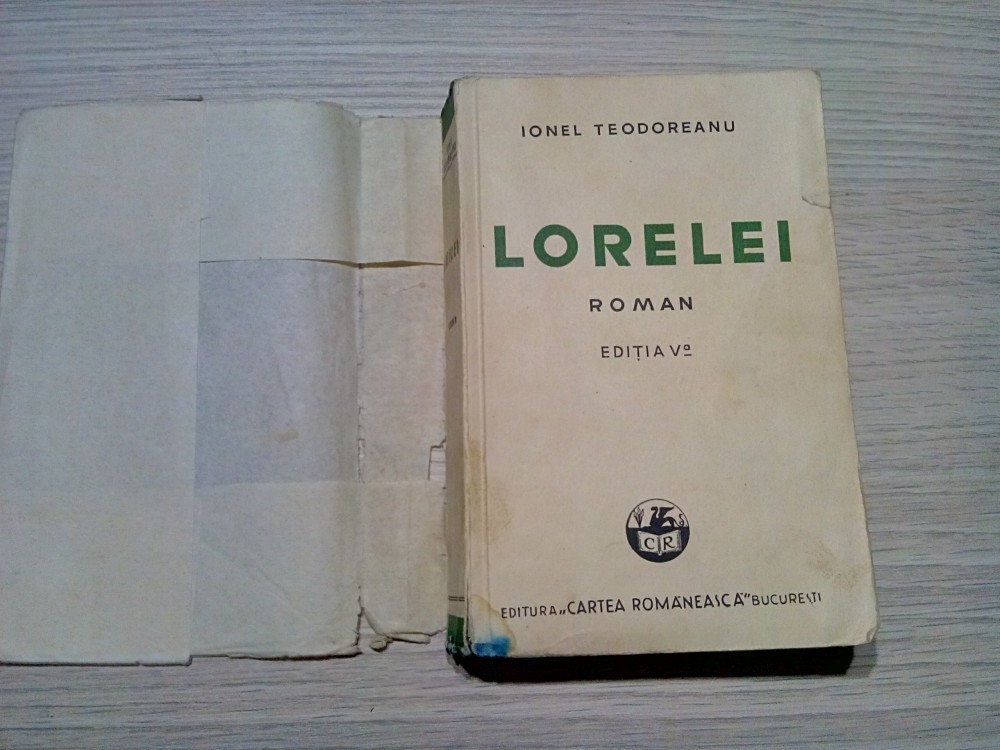 IONEL TEODOREANU
LORELEI
ROMAN
EDIȚIA Vª
CR
EDITURA „CARTEA ROMÂNEASCĂ” BUCUREȘTI